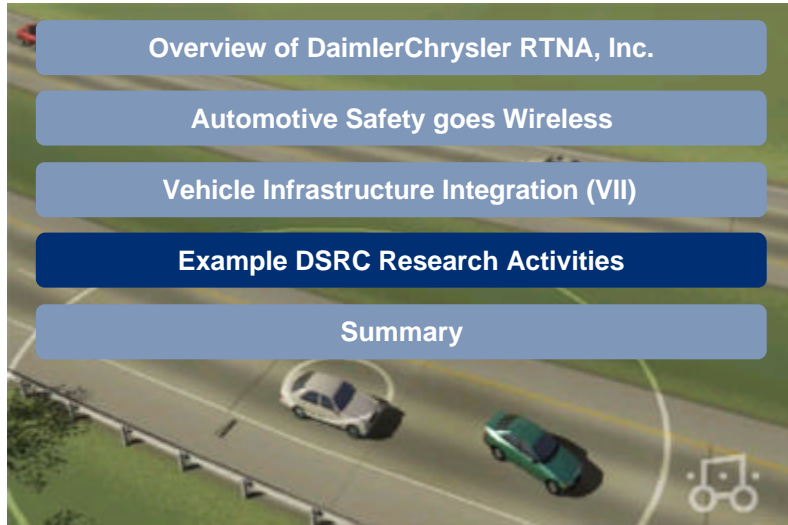 Overview of DaimlerChrysler RTNA, Inc.
Automotive Safety goes Wireless
Vehicle Infrastructure Integration (VII)
Example DSRC Research Activities
Summary